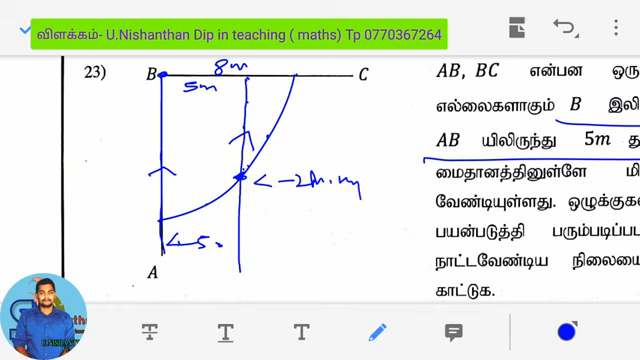 விளக்கம்- U.Nishanthan Dip in teaching ( maths) Tp 0770367264
23)
B 8m C
5m
A
AB, BC என்பன ஒரு
எல்லைகளாகும் B இலி
AB யிலிருந்து 5m து
மைதானத்தினுள்ளே மி
வேண்டியுள்ளது. ஒழுக்குக
பயன்படுத்தி பரும்படிப்பட
நாட்டவேண்டிய நிலையை
காட்டுக.
T T T